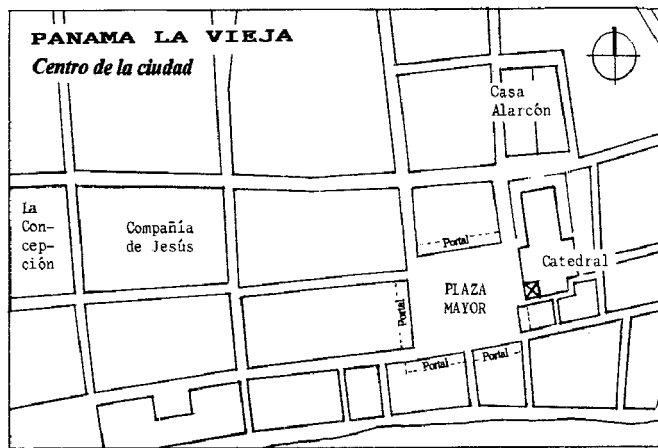 PANAMA LA VIEJA
Centro de la ciudad
Casa
Alarcón
La
Con-
cep-
ción
Compañía
de Jesús
Portal
Catedral
PLAZA
MAYOR
Portal
Portal
Portal